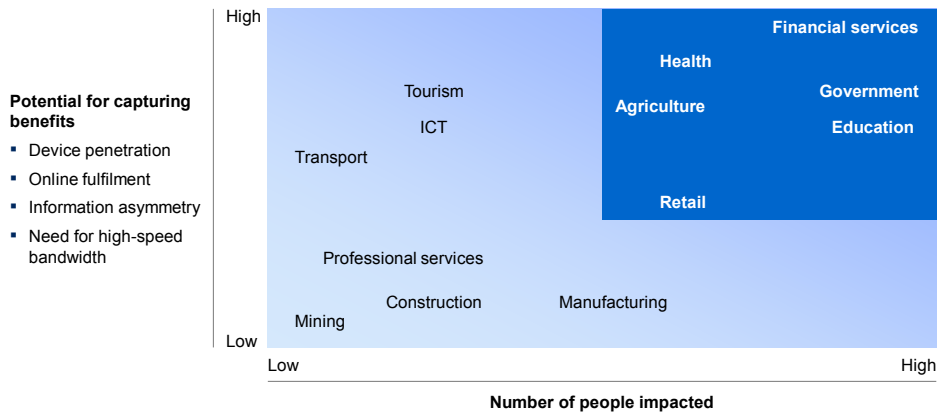 High
Financial services
Health
Potential for capturing
benefits
Tourism
Government
Agriculture
▪ Device penetration
ICT
Education
▪ Online fulfilment
Transport
▪ Information asymmetry
Retail
▪ Need for high-speed
bandwidth
Professional services
Construction
Manufacturing
Mining
Low
Low
High
Number of people impacted